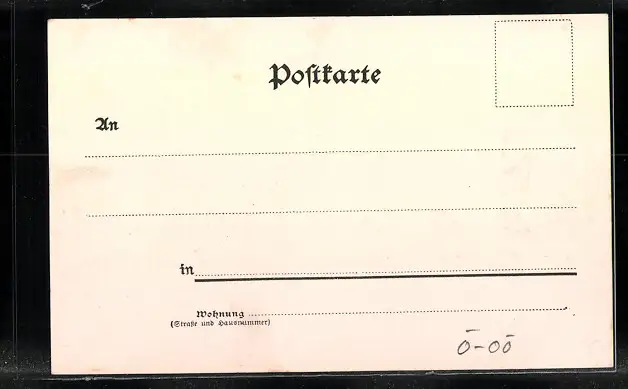 Postkarte
An
in
Wohnung
(Straße und Hausnummer)
0-00